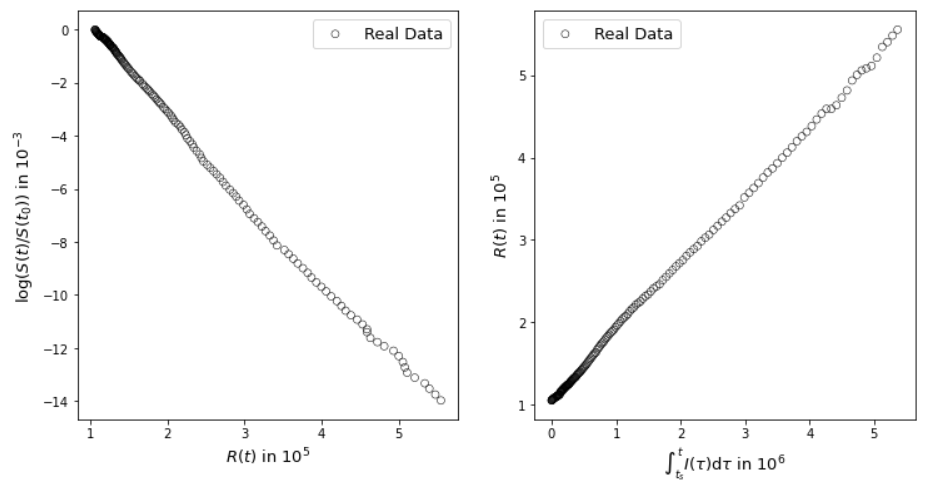 Real Data
0
−2
−4
−6
−8
−10
−12
−14
log(S(t)/S(t₀)) in 10⁻³
1 2 3 4 5
R(t) in 10⁵
Real Data
5
4
3
2
1
R(t) in 10⁵
0 1 2 3 4 5
∫ₜₛᵗ I(τ)dτ in 10⁶